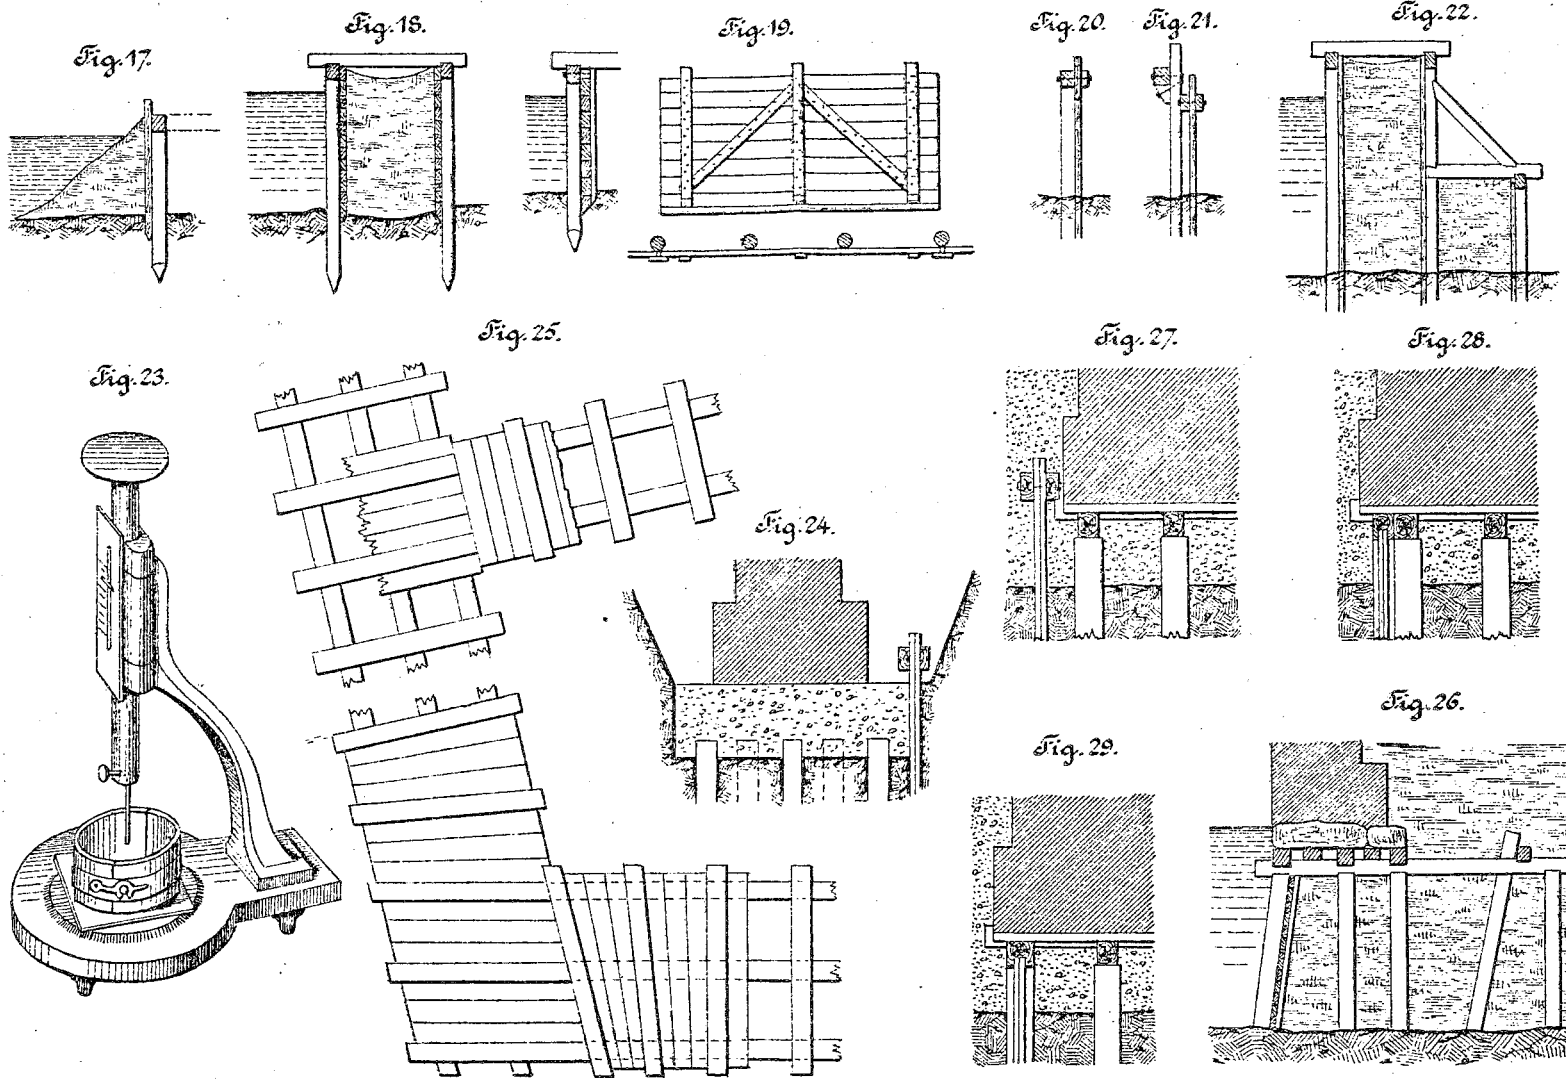 Fig. 17.
Fig. 18.
Fig. 19.
Fig. 20.
Fig. 21.
Fig. 22.
Fig. 23.
Fig. 25.
Fig. 24.
Fig. 27.
Fig. 28.
Fig. 29.
Fig. 26.